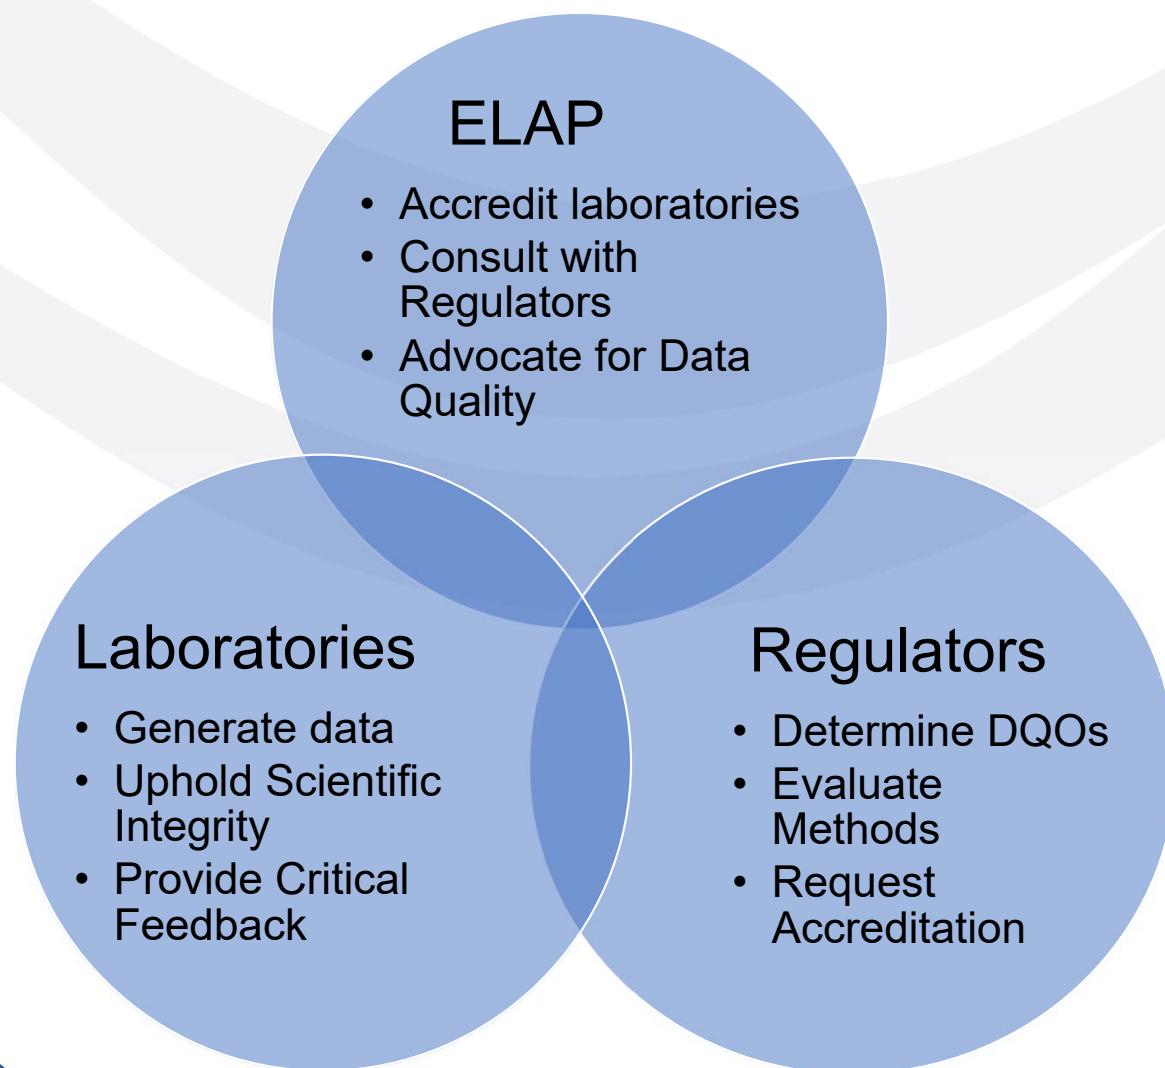 ELAP
• Accredit laboratories
• Consult with
Regulators
• Advocate for Data
Quality
Laboratories
• Generate data
• Uphold Scientific
Integrity
• Provide Critical
Feedback
Regulators
• Determine DQOs
• Evaluate
Methods
• Request
Accreditation